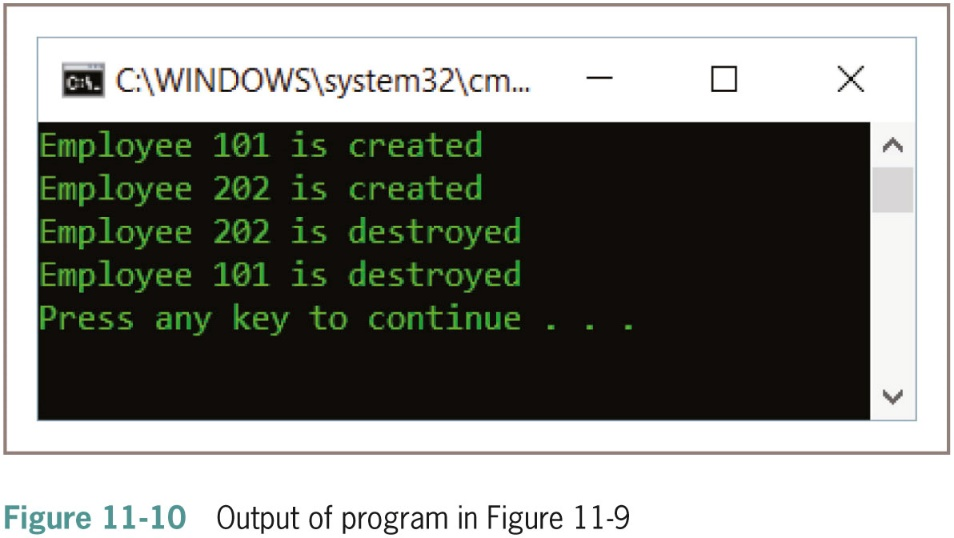 C:\WINDOWS\system32\cm...
Employee 101 is created
Employee 202 is created
Employee 202 is destroyed
Employee 101 is destroyed
Press any key to continue . . .
Figure 11-10 Output of program in Figure 11-9